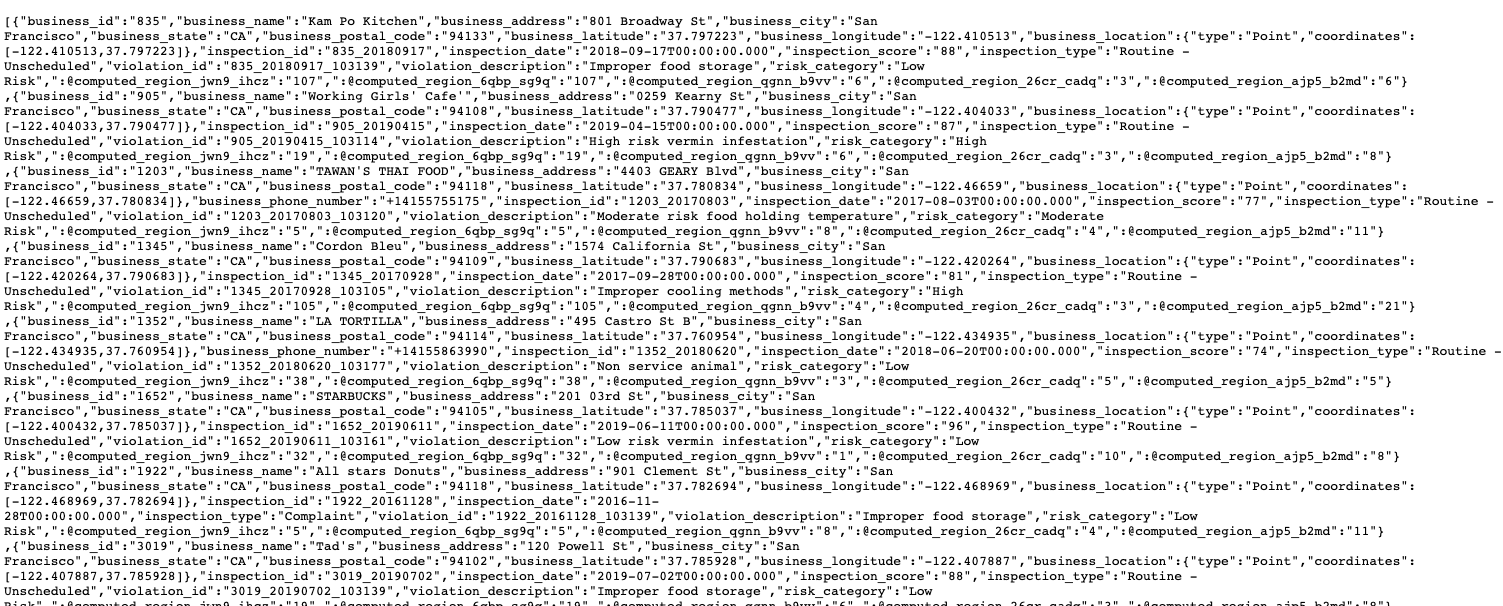 [{"business_id":"835","business_name":"Kam Po Kitchen","business_address":"801 Broadway St","business_city":"San
Francisco","business_state":"CA","business_postal_code":"94133","business_latitude":"37.797223","business_longitude":"-122.410513","business_location":{"type":"Point","coordinates":
[-122.410513,37.797223]},"inspection_id":"835_20180917","inspection_date":"2018-09-17T00:00:00.000","inspection_score":"88","inspection_type":"Routine -
Unscheduled","violation_id":"835_20180917_103139","violation_description":"Improper food storage","risk_category":"Low
Risk",":@computed_region_jwn9_ihcz":"107",":@computed_region_6qbp_sg9q":"107",":@computed_region_qgnn_b9vv":"6",":@computed_region_26cr_cadq":"3",":@computed_region_ajp5_b2md":"6"}
,{"business_id":"905","business_name":"Working Girls' Cafe'","business_address":"0259 Kearny St","business_city":"San
Francisco","business_state":"CA","business_postal_code":"94108","business_latitude":"37.790477","business_longitude":"-122.404033","business_location":{"type":"Point","coordinates":
[-122.404033,37.790477]},"inspection_id":"905_20190415","inspection_date":"2019-04-15T00:00:00.000","inspection_score":"87","inspection_type":"Routine -
Unscheduled","violation_id":"905_20190415_103114","violation_description":"High risk vermin infestation","risk_category":"High
Risk",":@computed_region_jwn9_ihcz":"19",":@computed_region_6qbp_sg9q":"19",":@computed_region_qgnn_b9vv":"6",":@computed_region_26cr_cadq":"3",":@computed_region_ajp5_b2md":"8"}
,{"business_id":"1203","business_name":"TAWAN'S THAI FOOD","business_address":"4403 GEARY Blvd","business_city":"San
Francisco","business_state":"CA","business_postal_code":"94118","business_latitude":"37.780834","business_longitude":"-122.46659","business_location":{"type":"Point","coordinates":
[-122.46659,37.780834]},"business_phone_number":"+14155755175","inspection_id":"1203_20170803","inspection_date":"2017-08-03T00:00:00.000","inspection_score":"77","inspection_type":"Routine -
Unscheduled","violation_id":"1203_20170803_103120","violation_description":"Moderate risk food holding temperature","risk_category":"Moderate
Risk",":@computed_region_jwn9_ihcz":"5",":@computed_region_6qbp_sg9q":"5",":@computed_region_qgnn_b9vv":"8",":@computed_region_26cr_cadq":"4",":@computed_region_ajp5_b2md":"11"}
,{"business_id":"1345","business_name":"Cordon Bleu","business_address":"1574 California St","business_city":"San
Francisco","business_state":"CA","business_postal_code":"94109","business_latitude":"37.790683","business_longitude":"-122.420264","business_location":{"type":"Point","coordinates":
[-122.420264,37.790683]},"inspection_id":"1345_20170928","inspection_date":"2017-09-28T00:00:00.000","inspection_score":"81","inspection_type":"Routine -
Unscheduled","violation_id":"1345_20170928_103105","violation_description":"Improper cooling methods","risk_category":"High
Risk",":@computed_region_jwn9_ihcz":"105",":@computed_region_6qbp_sg9q":"105",":@computed_region_qgnn_b9vv":"4",":@computed_region_26cr_cadq":"3",":@computed_region_ajp5_b2md":"21"}
,{"business_id":"1352","business_name":"LA TORTILLA","business_address":"495 Castro St B","business_city":"San
Francisco","business_state":"CA","business_postal_code":"94114","business_latitude":"37.760954","business_longitude":"-122.434935","business_location":{"type":"Point","coordinates":
[-122.434935,37.760954]},"business_phone_number":"+14155863990","inspection_id":"1352_20180620","inspection_date":"2018-06-20T00:00:00.000","inspection_score":"74","inspection_type":"Routine -
Unscheduled","violation_id":"1352_20180620_103177","violation_description":"Non service animal","risk_category":"Low
Risk",":@computed_region_jwn9_ihcz":"38",":@computed_region_6qbp_sg9q":"38",":@computed_region_qgnn_b9vv":"3",":@computed_region_26cr_cadq":"5",":@computed_region_ajp5_b2md":"5"}
,{"business_id":"1652","business_name":"STARBUCKS","business_address":"201 03rd St","business_city":"San
Francisco","business_state":"CA","business_postal_code":"94105","business_latitude":"37.785037","business_longitude":"-122.400432","business_location":{"type":"Point","coordinates":
[-122.400432,37.785037]},"inspection_id":"1652_20190611","inspection_date":"2019-06-11T00:00:00.000","inspection_score":"96","inspection_type":"Routine -
Unscheduled","violation_id":"1652_20190611_103161","violation_description":"Low risk vermin infestation","risk_category":"Low
Risk",":@computed_region_jwn9_ihcz":"32",":@computed_region_6qbp_sg9q":"32",":@computed_region_qgnn_b9vv":"1",":@computed_region_26cr_cadq":"10",":@computed_region_ajp5_b2md":"8"}
,{"business_id":"1922","business_name":"All stars Donuts","business_address":"901 Clement St","business_city":"San
Francisco","business_state":"CA","business_postal_code":"94118","business_latitude":"37.782694","business_longitude":"-122.468969","business_location":{"type":"Point","coordinates":
[-122.468969,37.782694]},"inspection_id":"1922_20161128","inspection_date":"2016-11-
28T00:00:00.000","inspection_type":"Complaint","violation_id":"1922_20161128_103139","violation_description":"Improper food storage","risk_category":"Low
Risk",":@computed_region_jwn9_ihcz":"5",":@computed_region_6qbp_sg9q":"5",":@computed_region_qgnn_b9vv":"8",":@computed_region_26cr_cadq":"4",":@computed_region_ajp5_b2md":"11"}
,{"business_id":"3019","business_name":"Tad's","business_address":"120 Powell St","business_city":"San
Francisco","business_state":"CA","business_postal_code":"94102","business_latitude":"37.785928","business_longitude":"-122.407887","business_location":{"type":"Point","coordinates":
[-122.407887,37.785928]},"inspection_id":"3019_20190702","inspection_date":"2019-07-02T00:00:00.000","inspection_score":"88","inspection_type":"Routine -
Unscheduled","violation_id":"3019_20190702_103139","violation_description":"Improper food storage","risk_category":"Low
Risk",":@computed_region_jwn9_ihcz":"19",":@computed_region_6qbp_sg9q":"19",":@computed_region_qgnn_b9vv":"6",":@computed_region_26cr_cadq":"3",":@computed_region_ajp5_b2md":"8"}